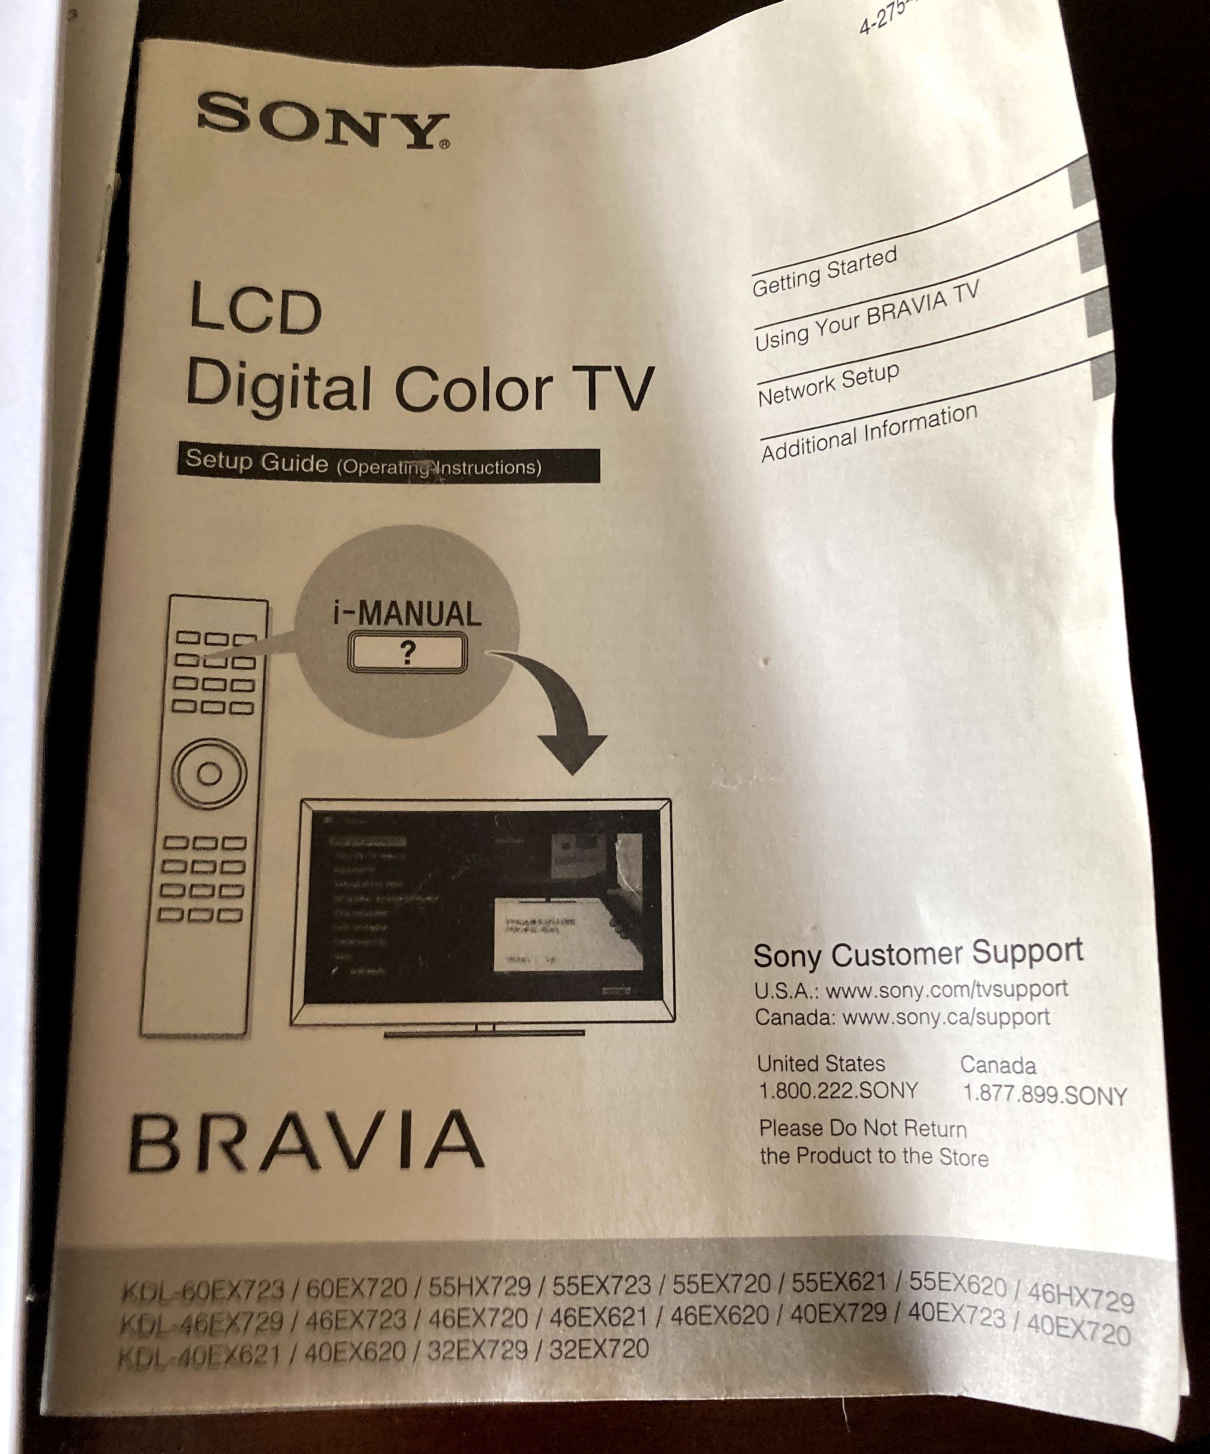 4-275-
SONY®
LCD
Digital Color TV
Setup Guide (Operating Instructions)
Getting Started
Using Your BRAVIA TV
Network Setup
Additional Information
i-MANUAL
?
Sony Customer Support
U.S.A.: www.sony.com/tvsupport
Canada: www.sony.ca/support
United States Canada
1.800.222.SONY 1.877.899.SONY
Please Do Not Return
the Product to the Store
BRAVIA
KDL-60EX723 / 60EX720 / 55HX729 / 55EX723 / 55EX720 / 55EX621 / 55EX620 / 46HX729
KDL-46EX729 / 46EX723 / 46EX720 / 46EX621 / 46EX620 / 40EX729 / 40EX723 / 40EX720
KDL-40EX621 / 40EX620 / 32EX729 / 32EX720